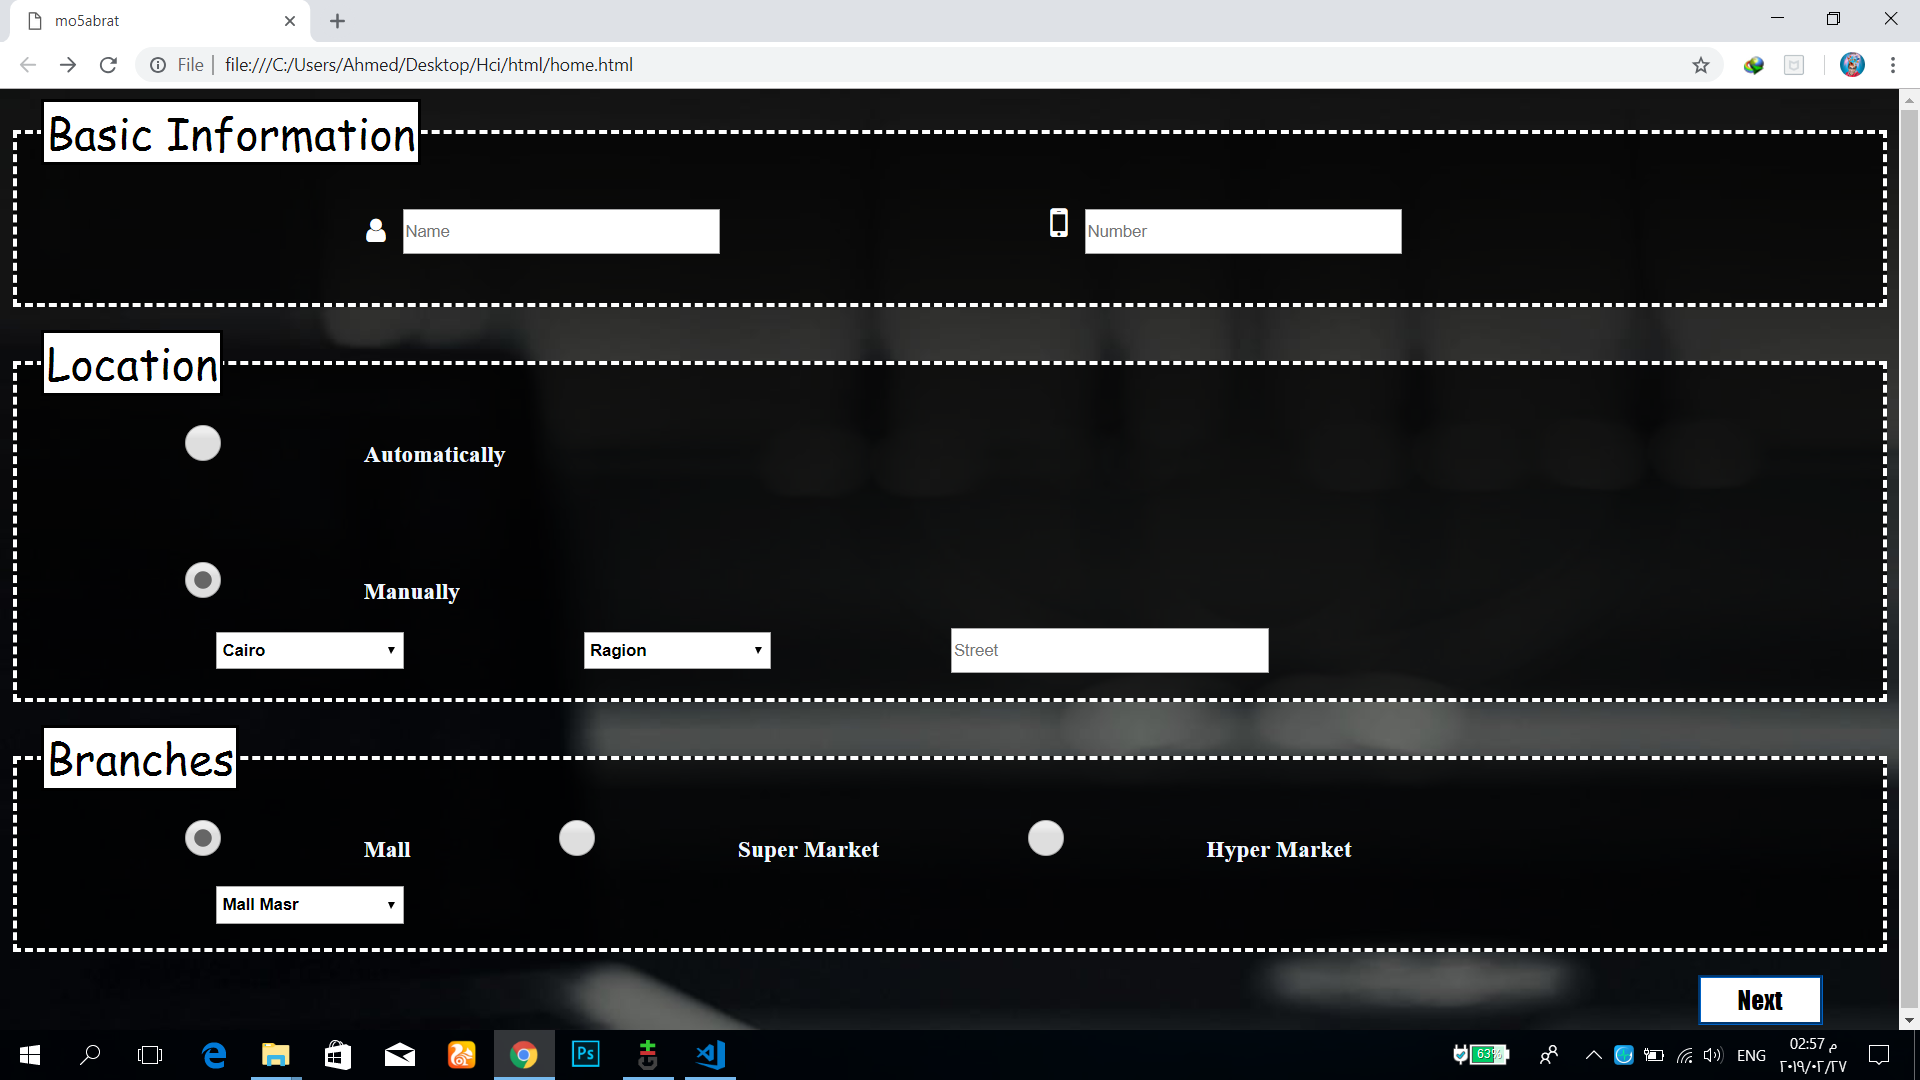 mo5abrat
File
file:///C:/Users/Ahmed/Desktop/Hci/html/home.html
Basic Information
Name
Number
Location
Automatically
Manually
Cairo
Ragion
Street
Branches
Mall
Super Market
Hyper Market
Mall Masr
Next
Ps
63%
ENG
02:57 م
٢٠١٩/٠٢/٢٧